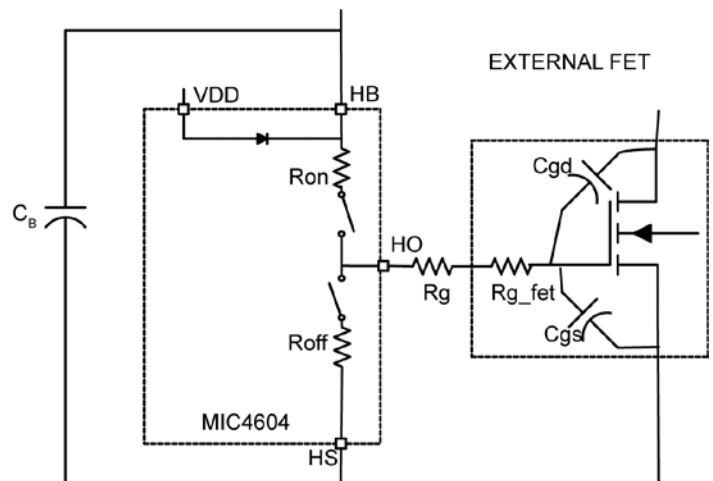 EXTERNAL FET
VDD
HB
Cgd
Ron
C_B
HO
Rg
Rg_fet
Cgs
Roff
MIC4604
HS